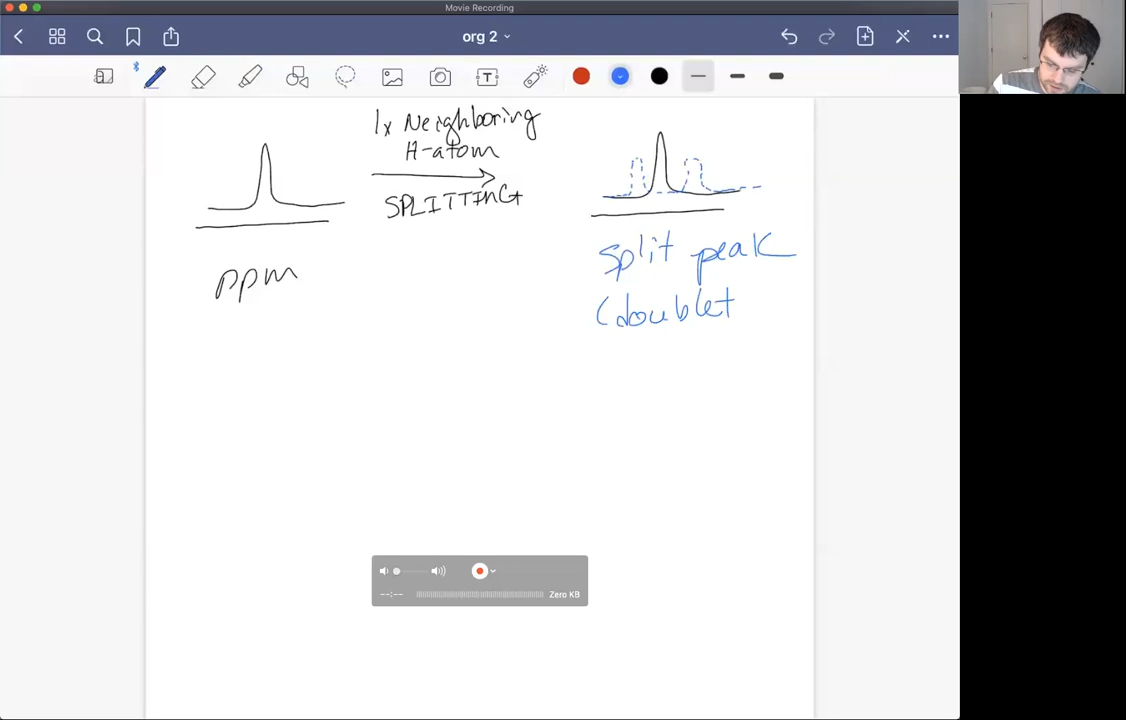 Movie Recording
org 2
1x Neighboring
H-atom
SPLITTING
ppm
split peak
(doublet
--:--
Zero KB